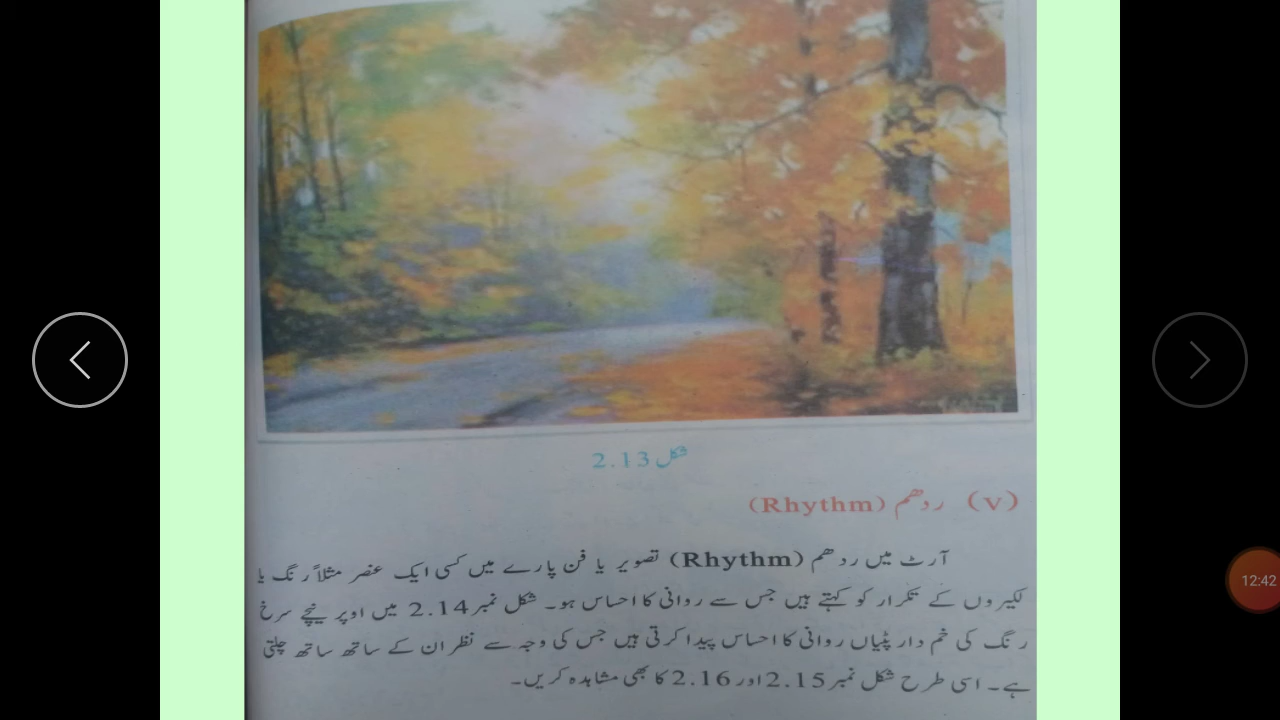 شکل 2.13
(v) ردھم (Rhythm)
آرٹ میں ردھم (Rhythm) تصویر یا فن پارے میں کسی ایک عنصر مثلاً رنگ یا
لکیروں کے تکرار کو کہتے ہیں جس سے روانی کا احساس ہو۔ شکل نمبر 2.14 میں اوپر نیچے سرخ
رنگ کی خم دار پٹیاں روانی کا احساس پیدا کرتی ہیں جس کی وجہ سے نظر ان کے ساتھ ساتھ چلتی
ہے۔ اسی طرح شکل نمبر 2.15 اور 2.16 کا بھی مشاہدہ کریں۔
12:42